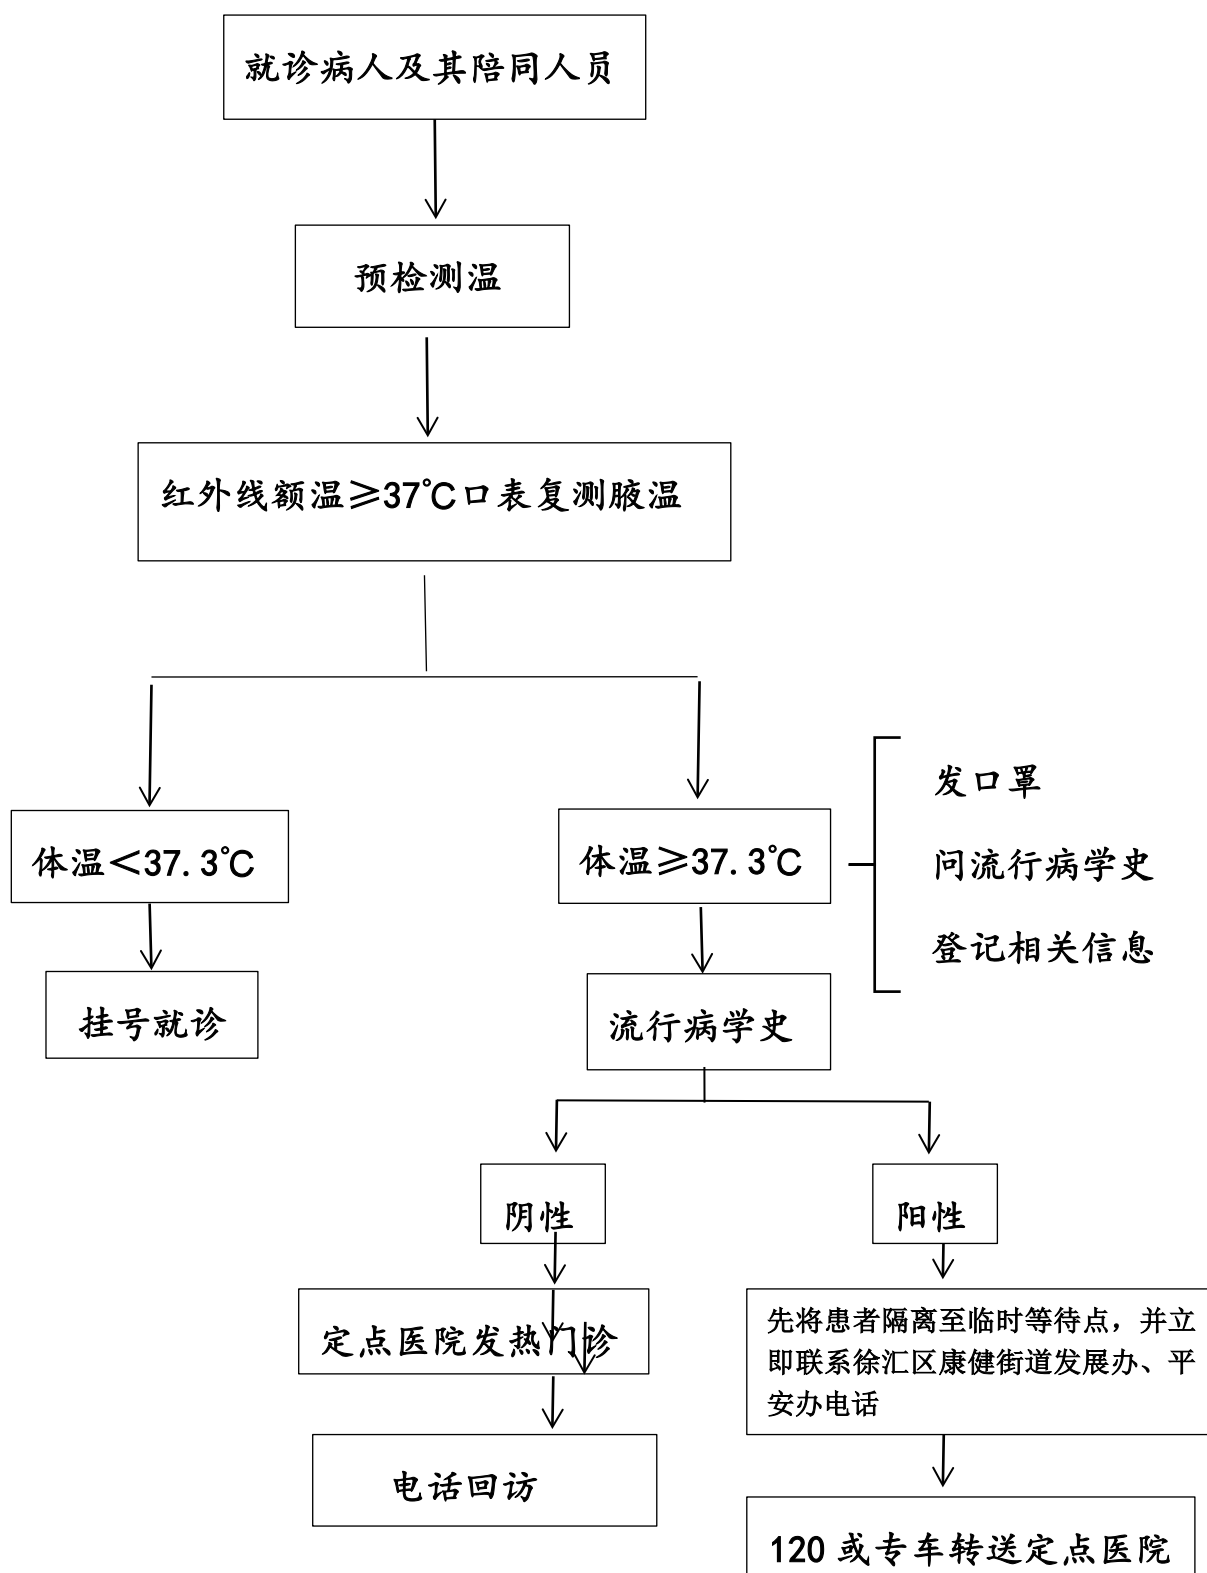 就诊病人及其陪同人员
预检测温
红外线额温≥37℃口表复测腋温
体温<37.3℃
体温≥37.3℃
发口罩
问流行病学史
登记相关信息
挂号就诊
流行病学史
阴性
阳性
定点医院发热门诊
先将患者隔离至临时等待点，并立
即联系徐汇区康健街道发展办、平
安办电话
电话回访
120或专车转送定点医院